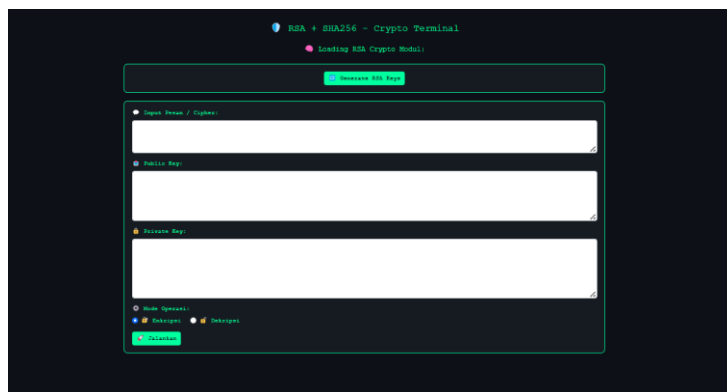 RSA + SHA256 - Crypto Terminal
Loading RSA Crypto Modul:
Generate RSA Keys
Input Pesan / Cipher:
Public Key:
Private Key:
Mode Operasi:
Enkripsi Dekripsi
Jalankan